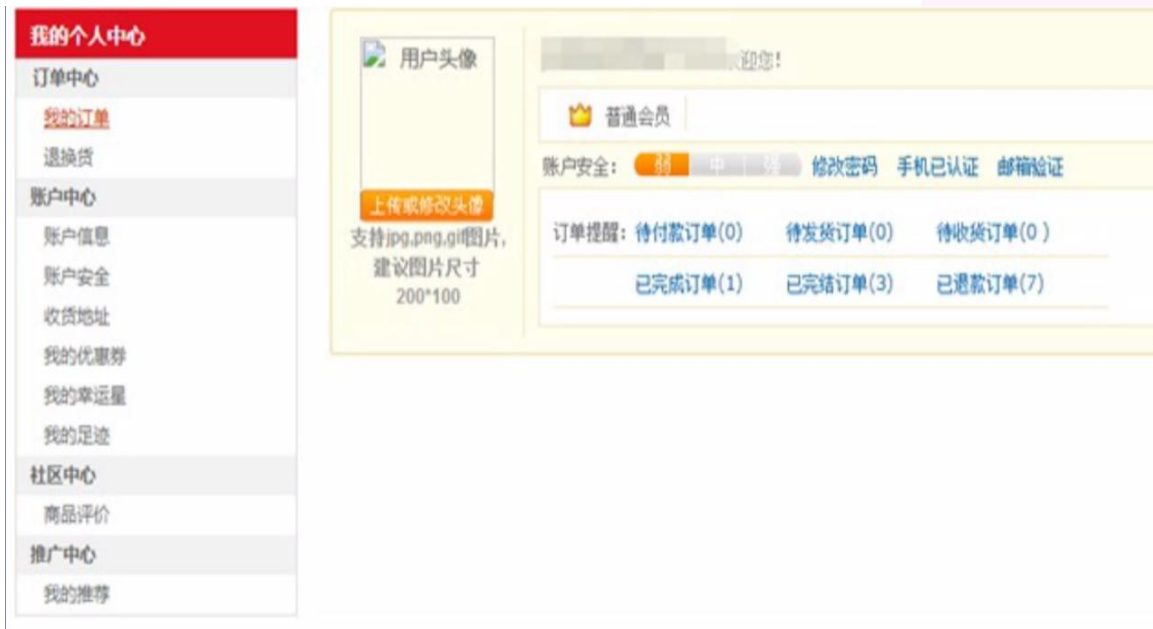 我的个人中心
订单中心
我的订单
退换货
账户中心
账户信息
账户安全
收货地址
我的优惠券
我的幸运星
我的足迹
社区中心
商品评价
推广中心
我的推荐
用户头像
上传或修改头像
支持jpg,png,gif图片,
建议图片尺寸
200*100
迎您!
普通会员
账户安全: 弱 中 强 修改密码 手机已认证 邮箱验证
订单提醒: 待付款订单(0) 待发货订单(0) 待收货订单(0 )
已完成订单(1) 已完结订单(3) 已退款订单(7)